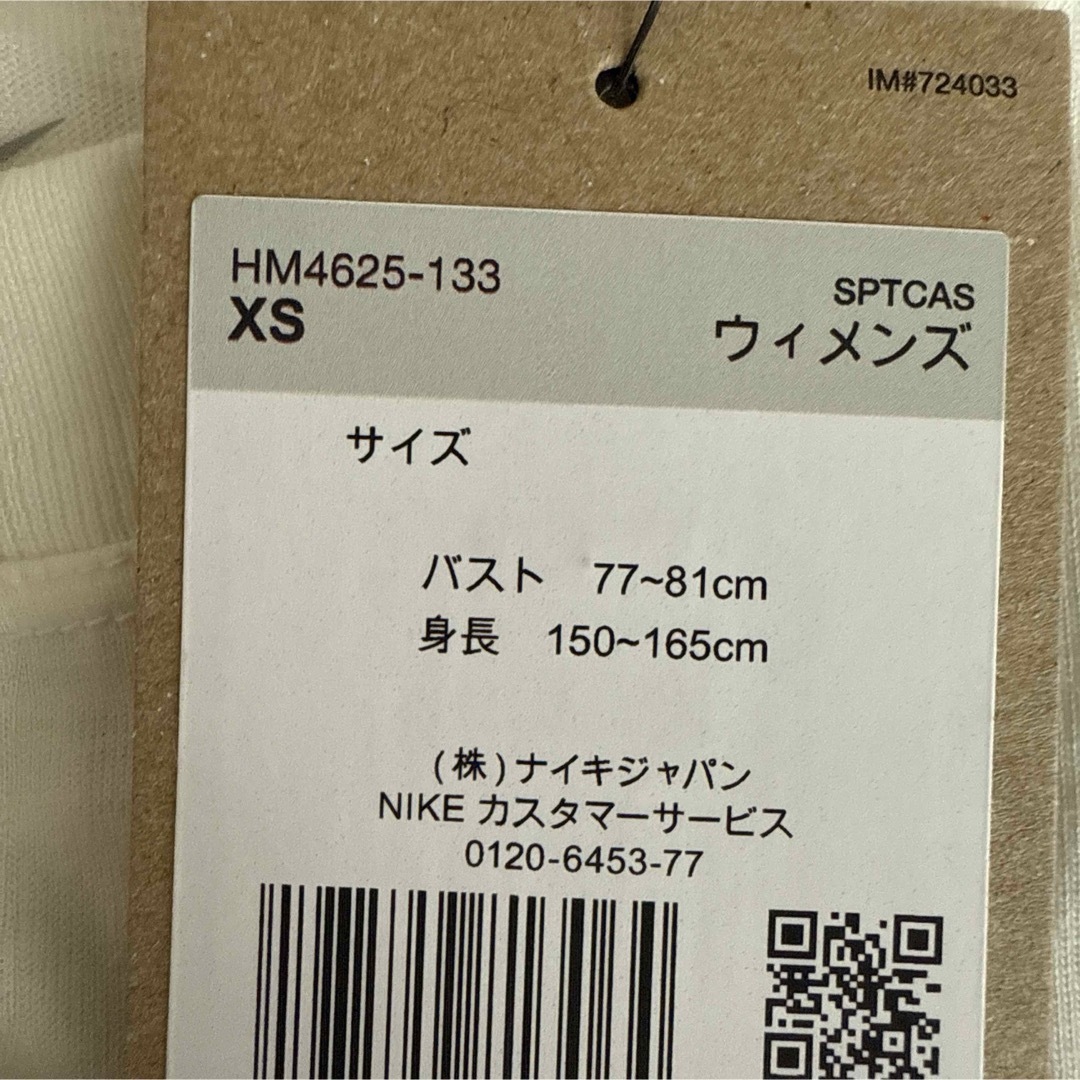 IM#724033
HM4625-133
SPTCAS
XS
ウィメンズ
サイズ
バスト 77~81cm
身長 150~165cm
(株)ナイキジャパン
NIKE カスタマーサービス
0120-6453-77